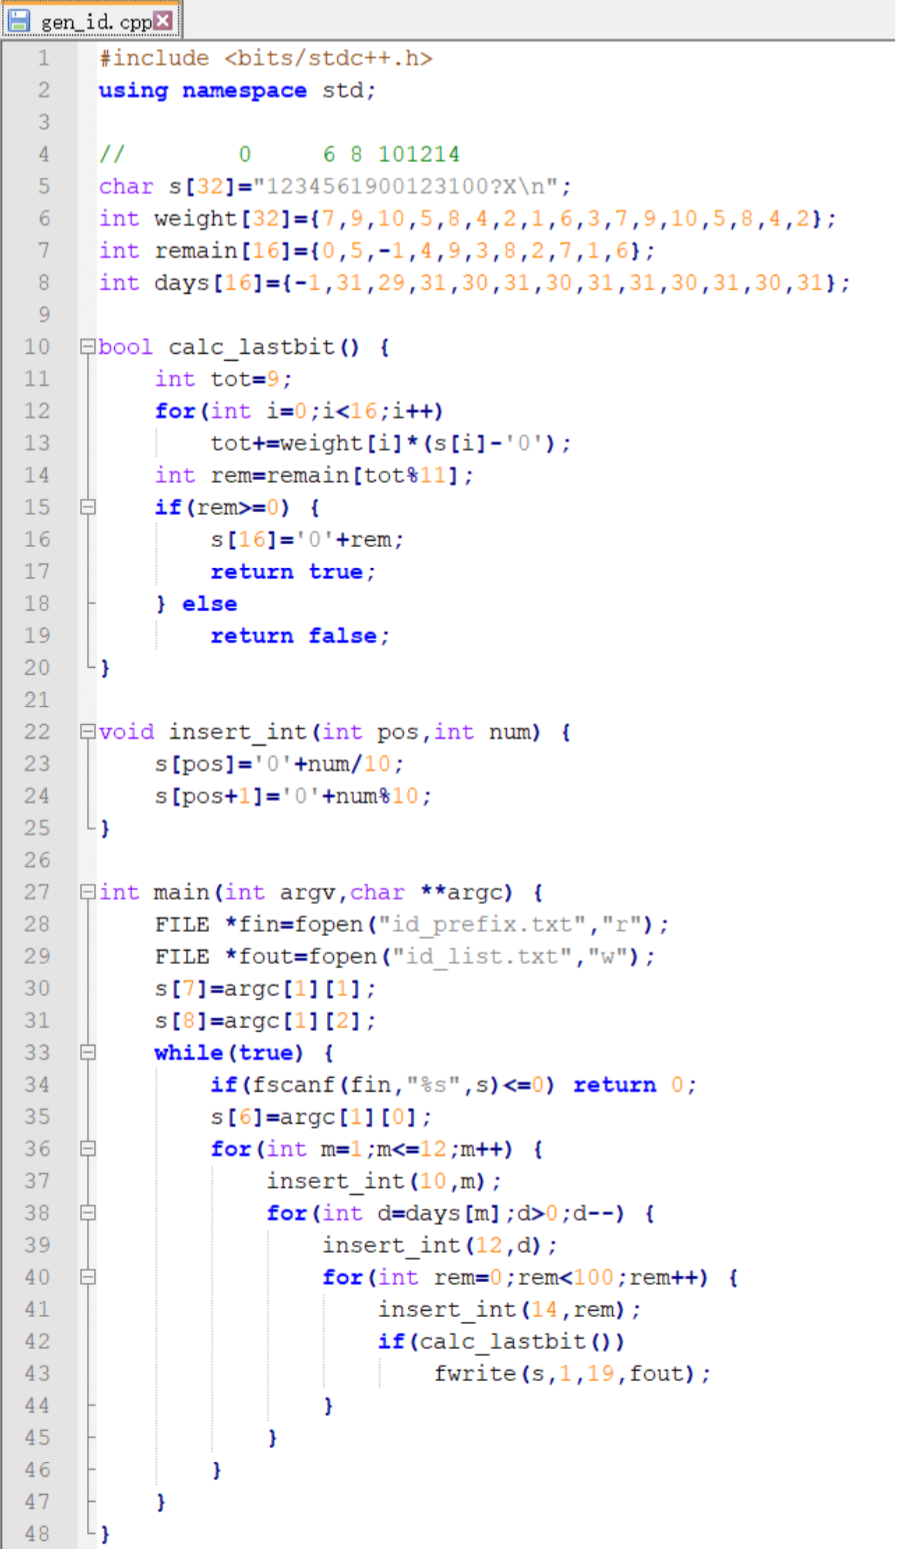 gen_id.cpp
1 #include <bits/stdc++.h>
2 using namespace std;
3
4 //        0     6 8 101214
5 char s[32]="1234561900123100?X\n";
6 int weight[32]={7,9,10,5,8,4,2,1,6,3,7,9,10,5,8,4,2};
7 int remain[16]={0,5,-1,4,9,3,8,2,7,1,6};
8 int days[16]={-1,31,29,31,30,31,30,31,31,30,31,30,31};
9
10 bool calc_lastbit() {
11     int tot=9;
12     for(int i=0;i<16;i++)
13         tot+=weight[i]*(s[i]-'0');
14     int rem=remain[tot%11];
15     if(rem>=0) {
16         s[16]='0'+rem;
17         return true;
18     } else
19         return false;
20 }
21
22 void insert_int(int pos,int num) {
23     s[pos]='0'+num/10;
24     s[pos+1]='0'+num%10;
25 }
26
27 int main(int argv,char **argc) {
28     FILE *fin=fopen("id_prefix.txt","r");
29     FILE *fout=fopen("id_list.txt","w");
30     s[7]=argc[1][1];
31     s[8]=argc[1][2];
33     while(true) {
34         if(fscanf(fin,"%s",s)<=0) return 0;
35         s[6]=argc[1][0];
36         for(int m=1;m<=12;m++) {
37             insert_int(10,m);
38             for(int d=days[m];d>0;d--) {
39                 insert_int(12,d);
40                 for(int rem=0;rem<100;rem++) {
41                     insert_int(14,rem);
42                     if(calc_lastbit())
43                         fwrite(s,1,19,fout);
44                 }
45             }
46         }
47     }
48 }